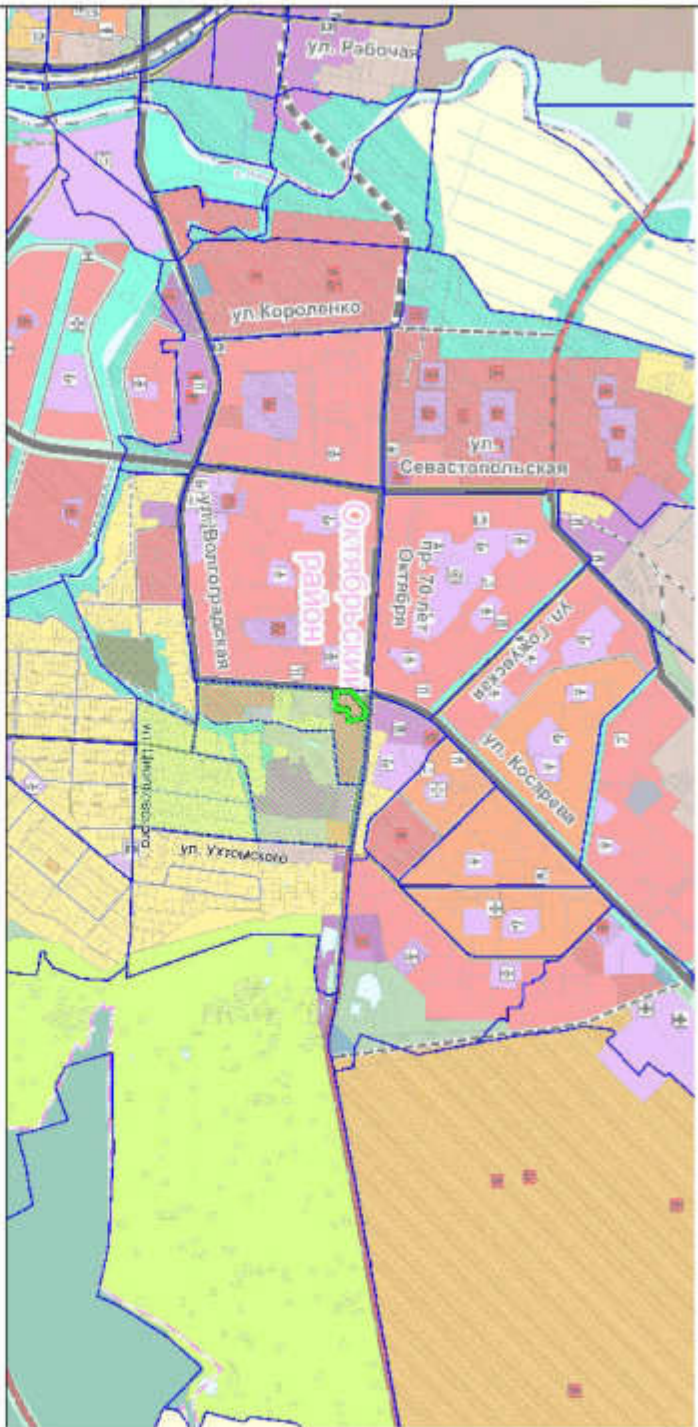 ул. Рабочая
ул. Короленко
ул.
Севастопольская
ул. Волгоградская
Октябрьский
район
пр. 70 лет
Октября
ул. Гожувская
ул. Косарева
ул. Циолковского
ул. Ухтомского